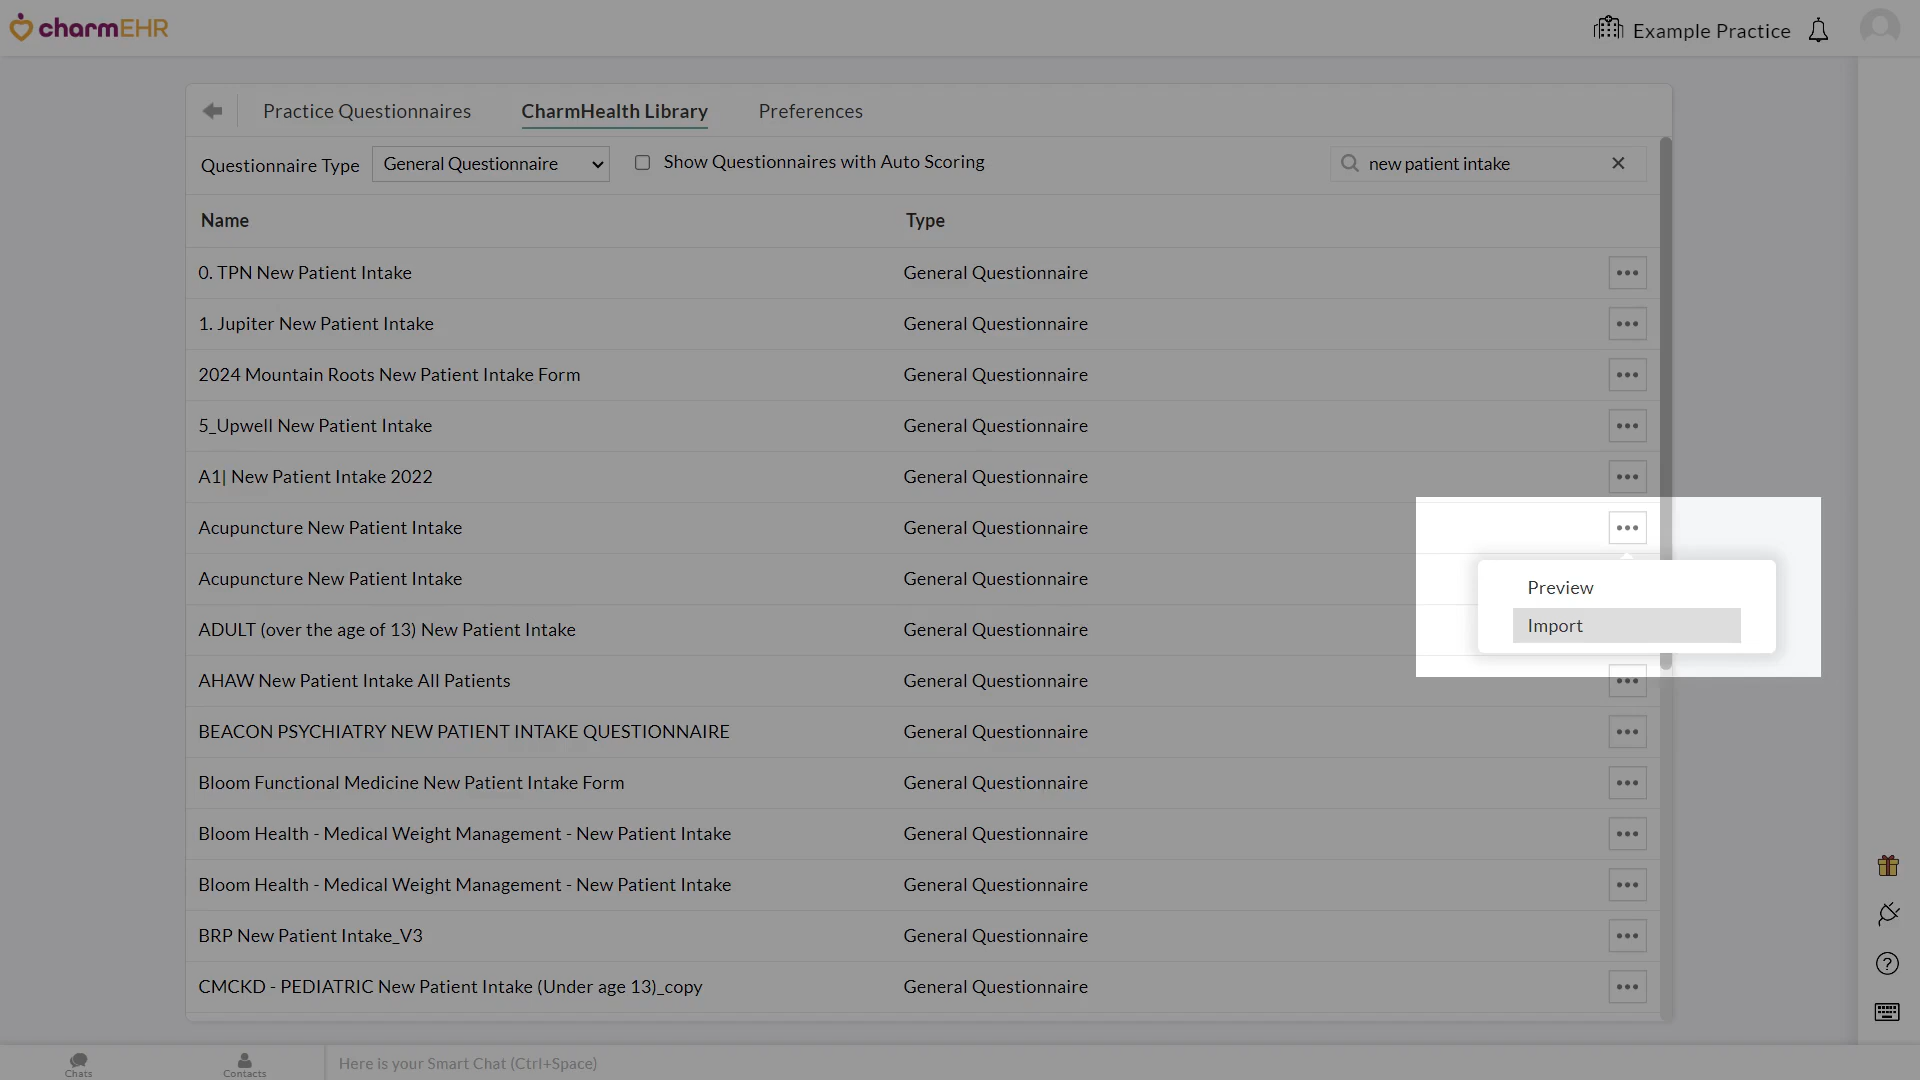 charmEHR
Example Practice
Practice Questionnaires CharmHealth Library Preferences
Questionnaire Type General Questionnaire Show Questionnaires with Auto Scoring new patient intake
Name Type
0. TPN New Patient Intake General Questionnaire
1. Jupiter New Patient Intake General Questionnaire
2024 Mountain Roots New Patient Intake Form General Questionnaire
5_Upwell New Patient Intake General Questionnaire
A1| New Patient Intake 2022 General Questionnaire
Acupuncture New Patient Intake General Questionnaire
Acupuncture New Patient Intake General Questionnaire
Preview
ADULT (over the age of 13) New Patient Intake General Questionnaire
Import
AHAW New Patient Intake All Patients General Questionnaire
BEACON PSYCHIATRY NEW PATIENT INTAKE QUESTIONNAIRE General Questionnaire
Bloom Functional Medicine New Patient Intake Form General Questionnaire
Bloom Health - Medical Weight Management - New Patient Intake General Questionnaire
Bloom Health - Medical Weight Management - New Patient Intake General Questionnaire
BRP New Patient Intake_V3 General Questionnaire
CMCKD - PEDIATRIC New Patient Intake (Under age 13)_copy General Questionnaire
Chats Contacts Here is your Smart Chat (Ctrl+Space)